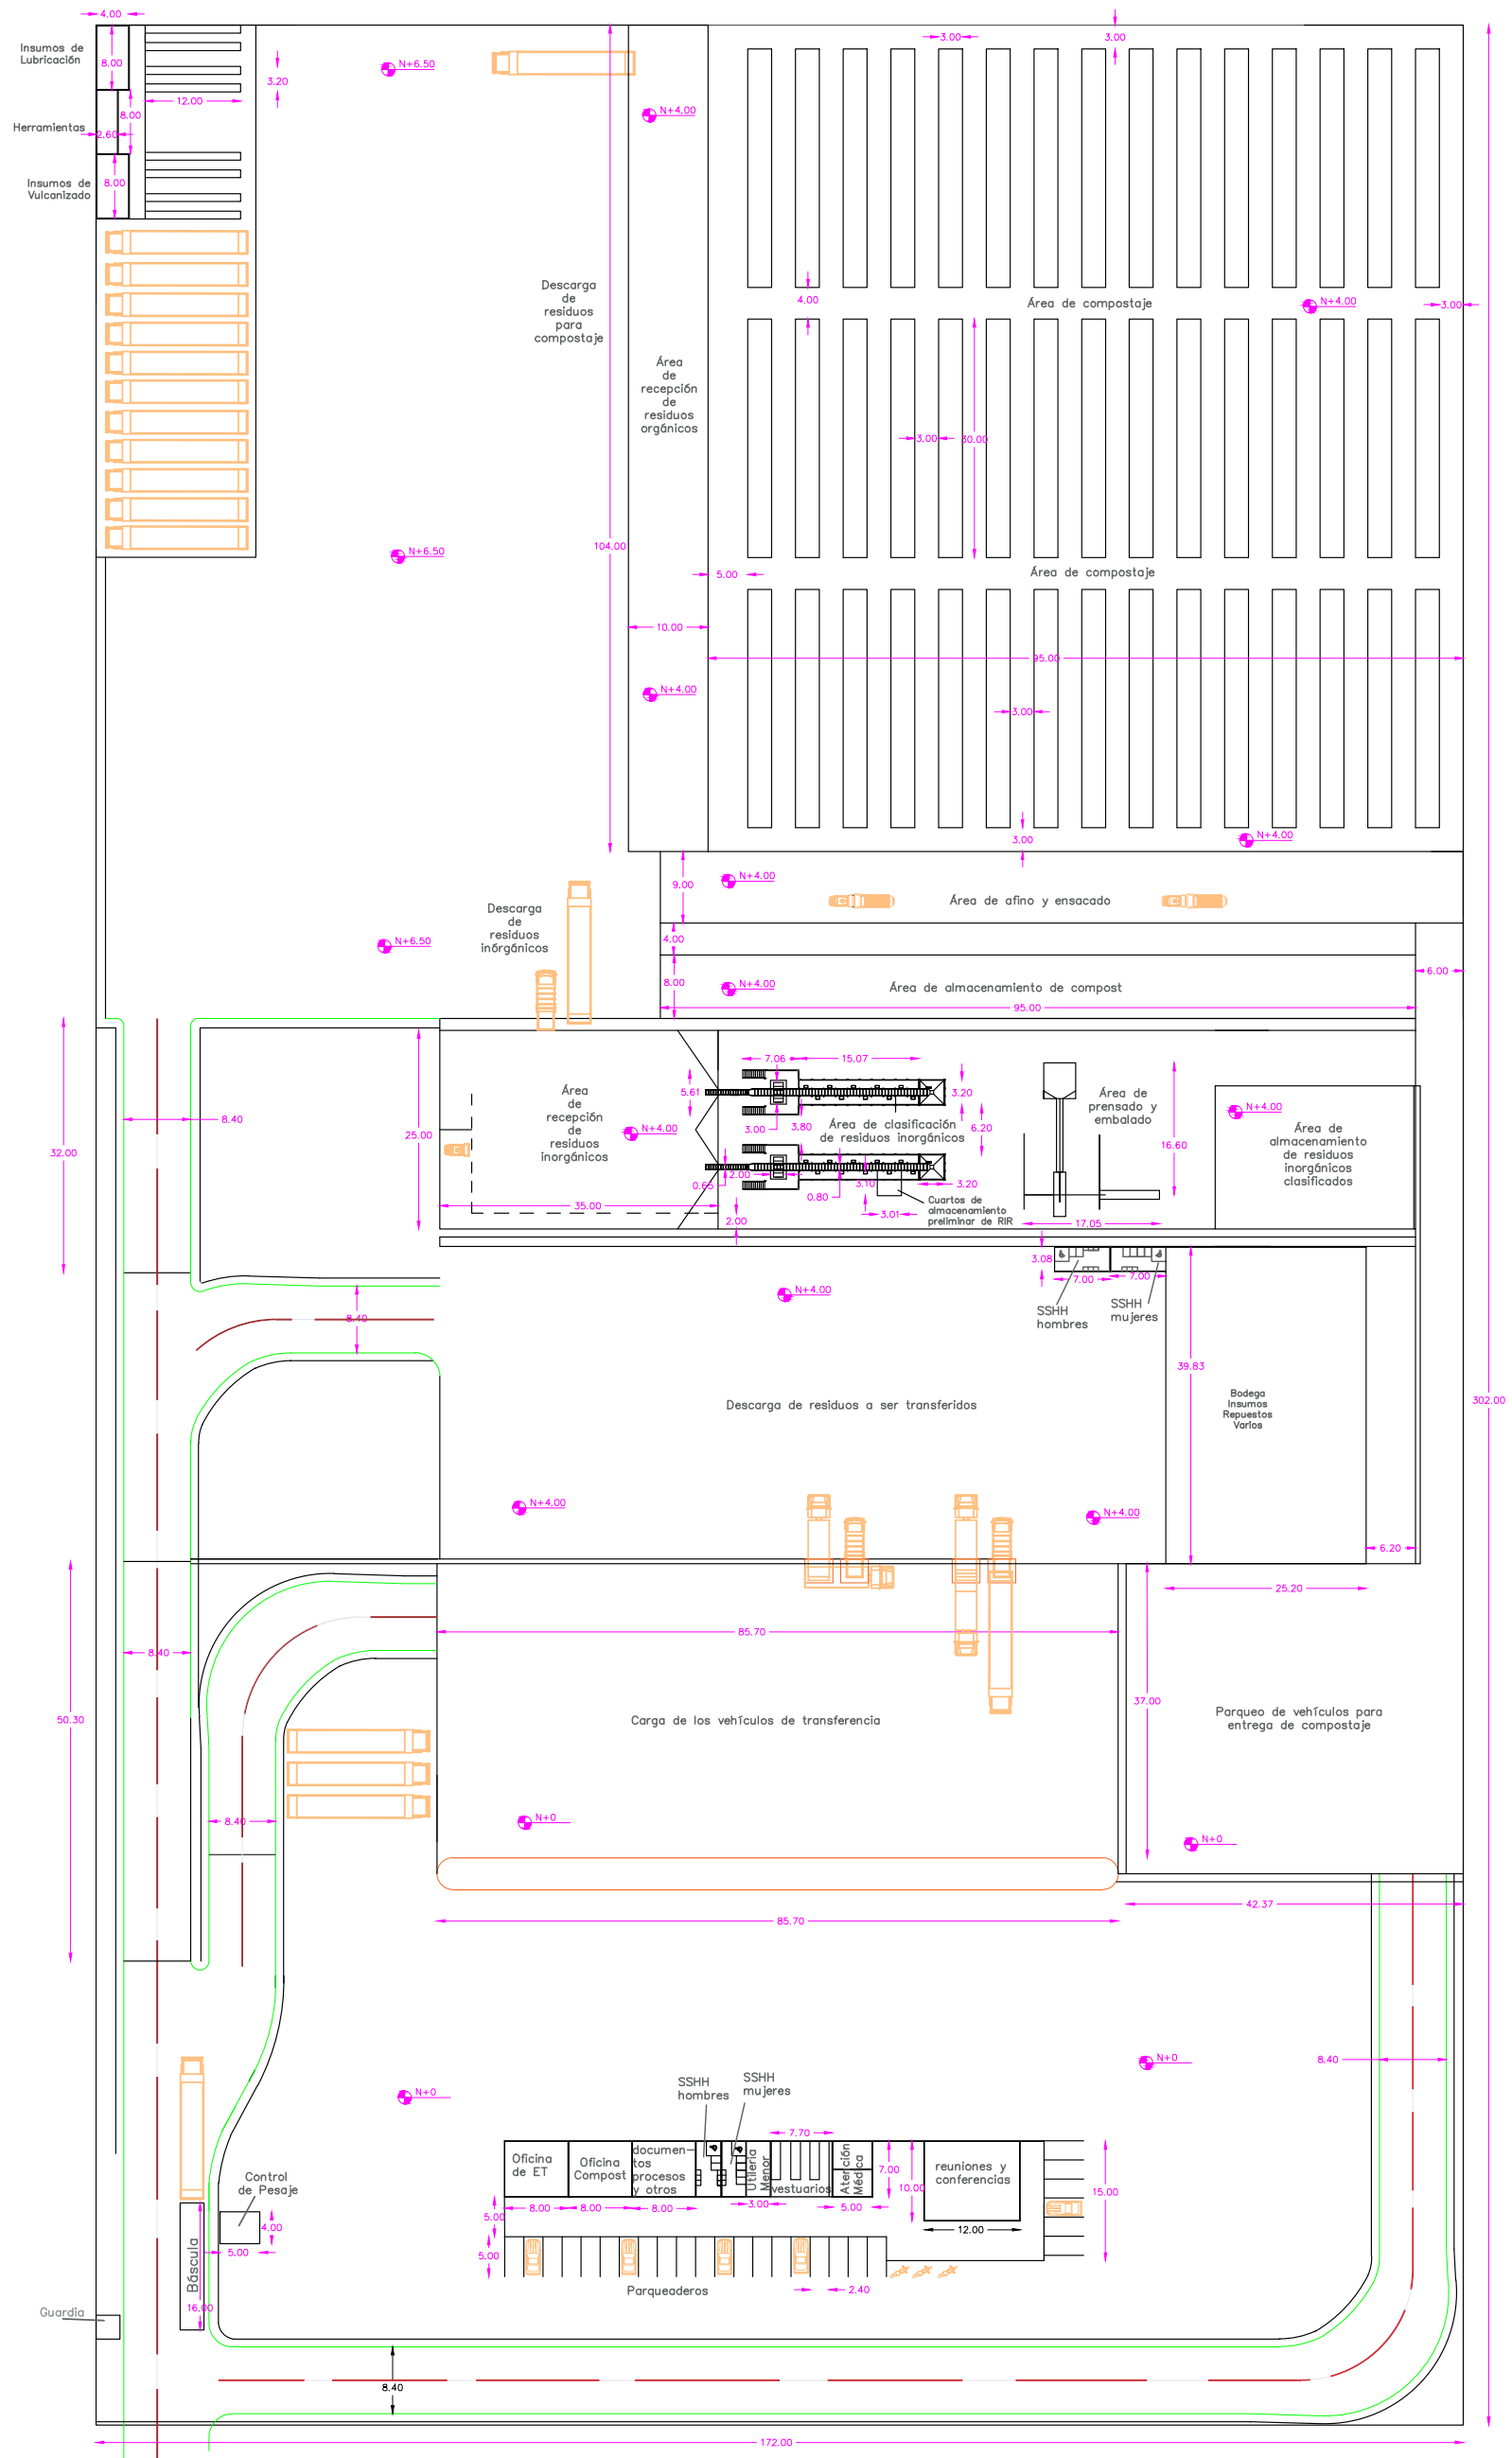 4.00
Insumos de
Lubricación
8.00
3.20
12.00
8.00
Herramientas
2.60
Insumos de
Vulcanizado
8.00
N+6.50
N+4.00
3.00
3.00
Descarga
de
residuos
para
compostaje
4.00
Área de compostaje
N+4.00
3.00
Área
de
recepción
de
residuos
orgánicos
3.00
30.00
104.00
N+6.50
5.00
Área de compostaje
10.00
95.00
N+4.00
3.00
3.00
N+4.00
9.00
N+4.00
Área de afino y ensacado
Descarga
de
residuos
inórgánicos
N+6.50
4.00
8.00
N+4.00
Área de almacenamiento de compost
6.00
95.00
32.00
8.40
25.00
Área
de
recepción
de
residuos
inorgánicos
N+4.00
35.00
7.06
15.07
5.61
3.20
3.00
3.80
6.20
Área de clasificación
de residuos inorgánicos
0.65
2.00
0.80
3.10
3.20
3.01
2.00
Cuartos de
almacenamiento
preliminar de RIR
Área de
prensado y
embalado
16.60
17.05
N+4.00
Área de
almacenamiento
de residuos
inorgánicos
clasificados
3.08
7.00
7.00
SSHH
hombres
SSHH
mujeres
N+4.00
8.40
39.83
302.00
Descarga de residuos a ser transferidos
Bodega
Insumos
Repuestos
Varios
N+4.00
N+4.00
6.20
25.20
85.70
8.40
50.30
37.00
Carga de los vehículos de transferencia
Parqueo de vehículos para
entrega de compostaje
8.40
N+0
N+0
42.37
85.70
8.40
N+0
N+0
SSHH
hombres
SSHH
mujeres
7.70
Oficina
de ET
Oficina
Compost
documen-
tos
procesos
y otros
Utilería
Menor
vestuarios
Atención
Médica
7.00
10.00
reuniones y
conferencias
15.00
8.00
8.00
8.00
3.00
5.00
12.00
5.00
5.00
Parqueaderos
2.40
Control
de Pesaje
4.00
5.00
Báscula
16.00
Guardia
8.40
172.00